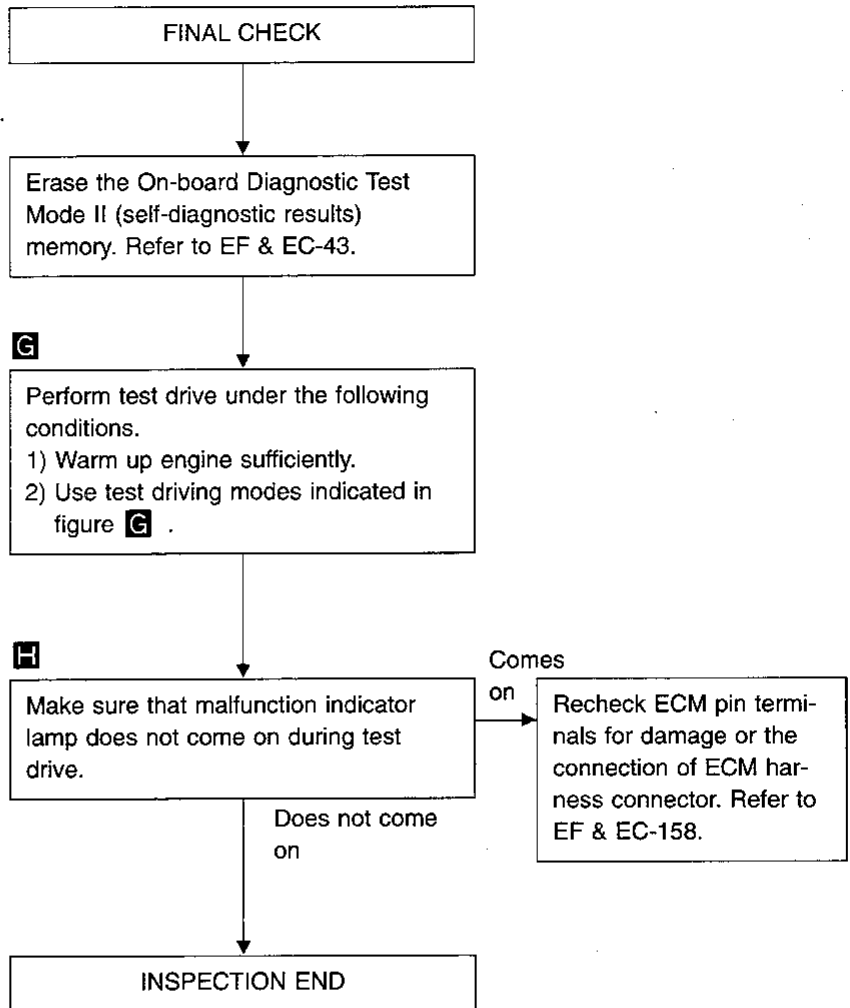 FINAL CHECK
Erase the On-board Diagnostic Test
Mode II (self-diagnostic results)
memory. Refer to EF & EC-43.
G
Perform test drive under the following
conditions.
1) Warm up engine sufficiently.
2) Use test driving modes indicated in
figure G .
H
Make sure that malfunction indicator
lamp does not come on during test
drive.
Comes
on
Recheck ECM pin termi-
nals for damage or the
connection of ECM har-
ness connector. Refer to
EF & EC-158.
Does not come
on
INSPECTION END